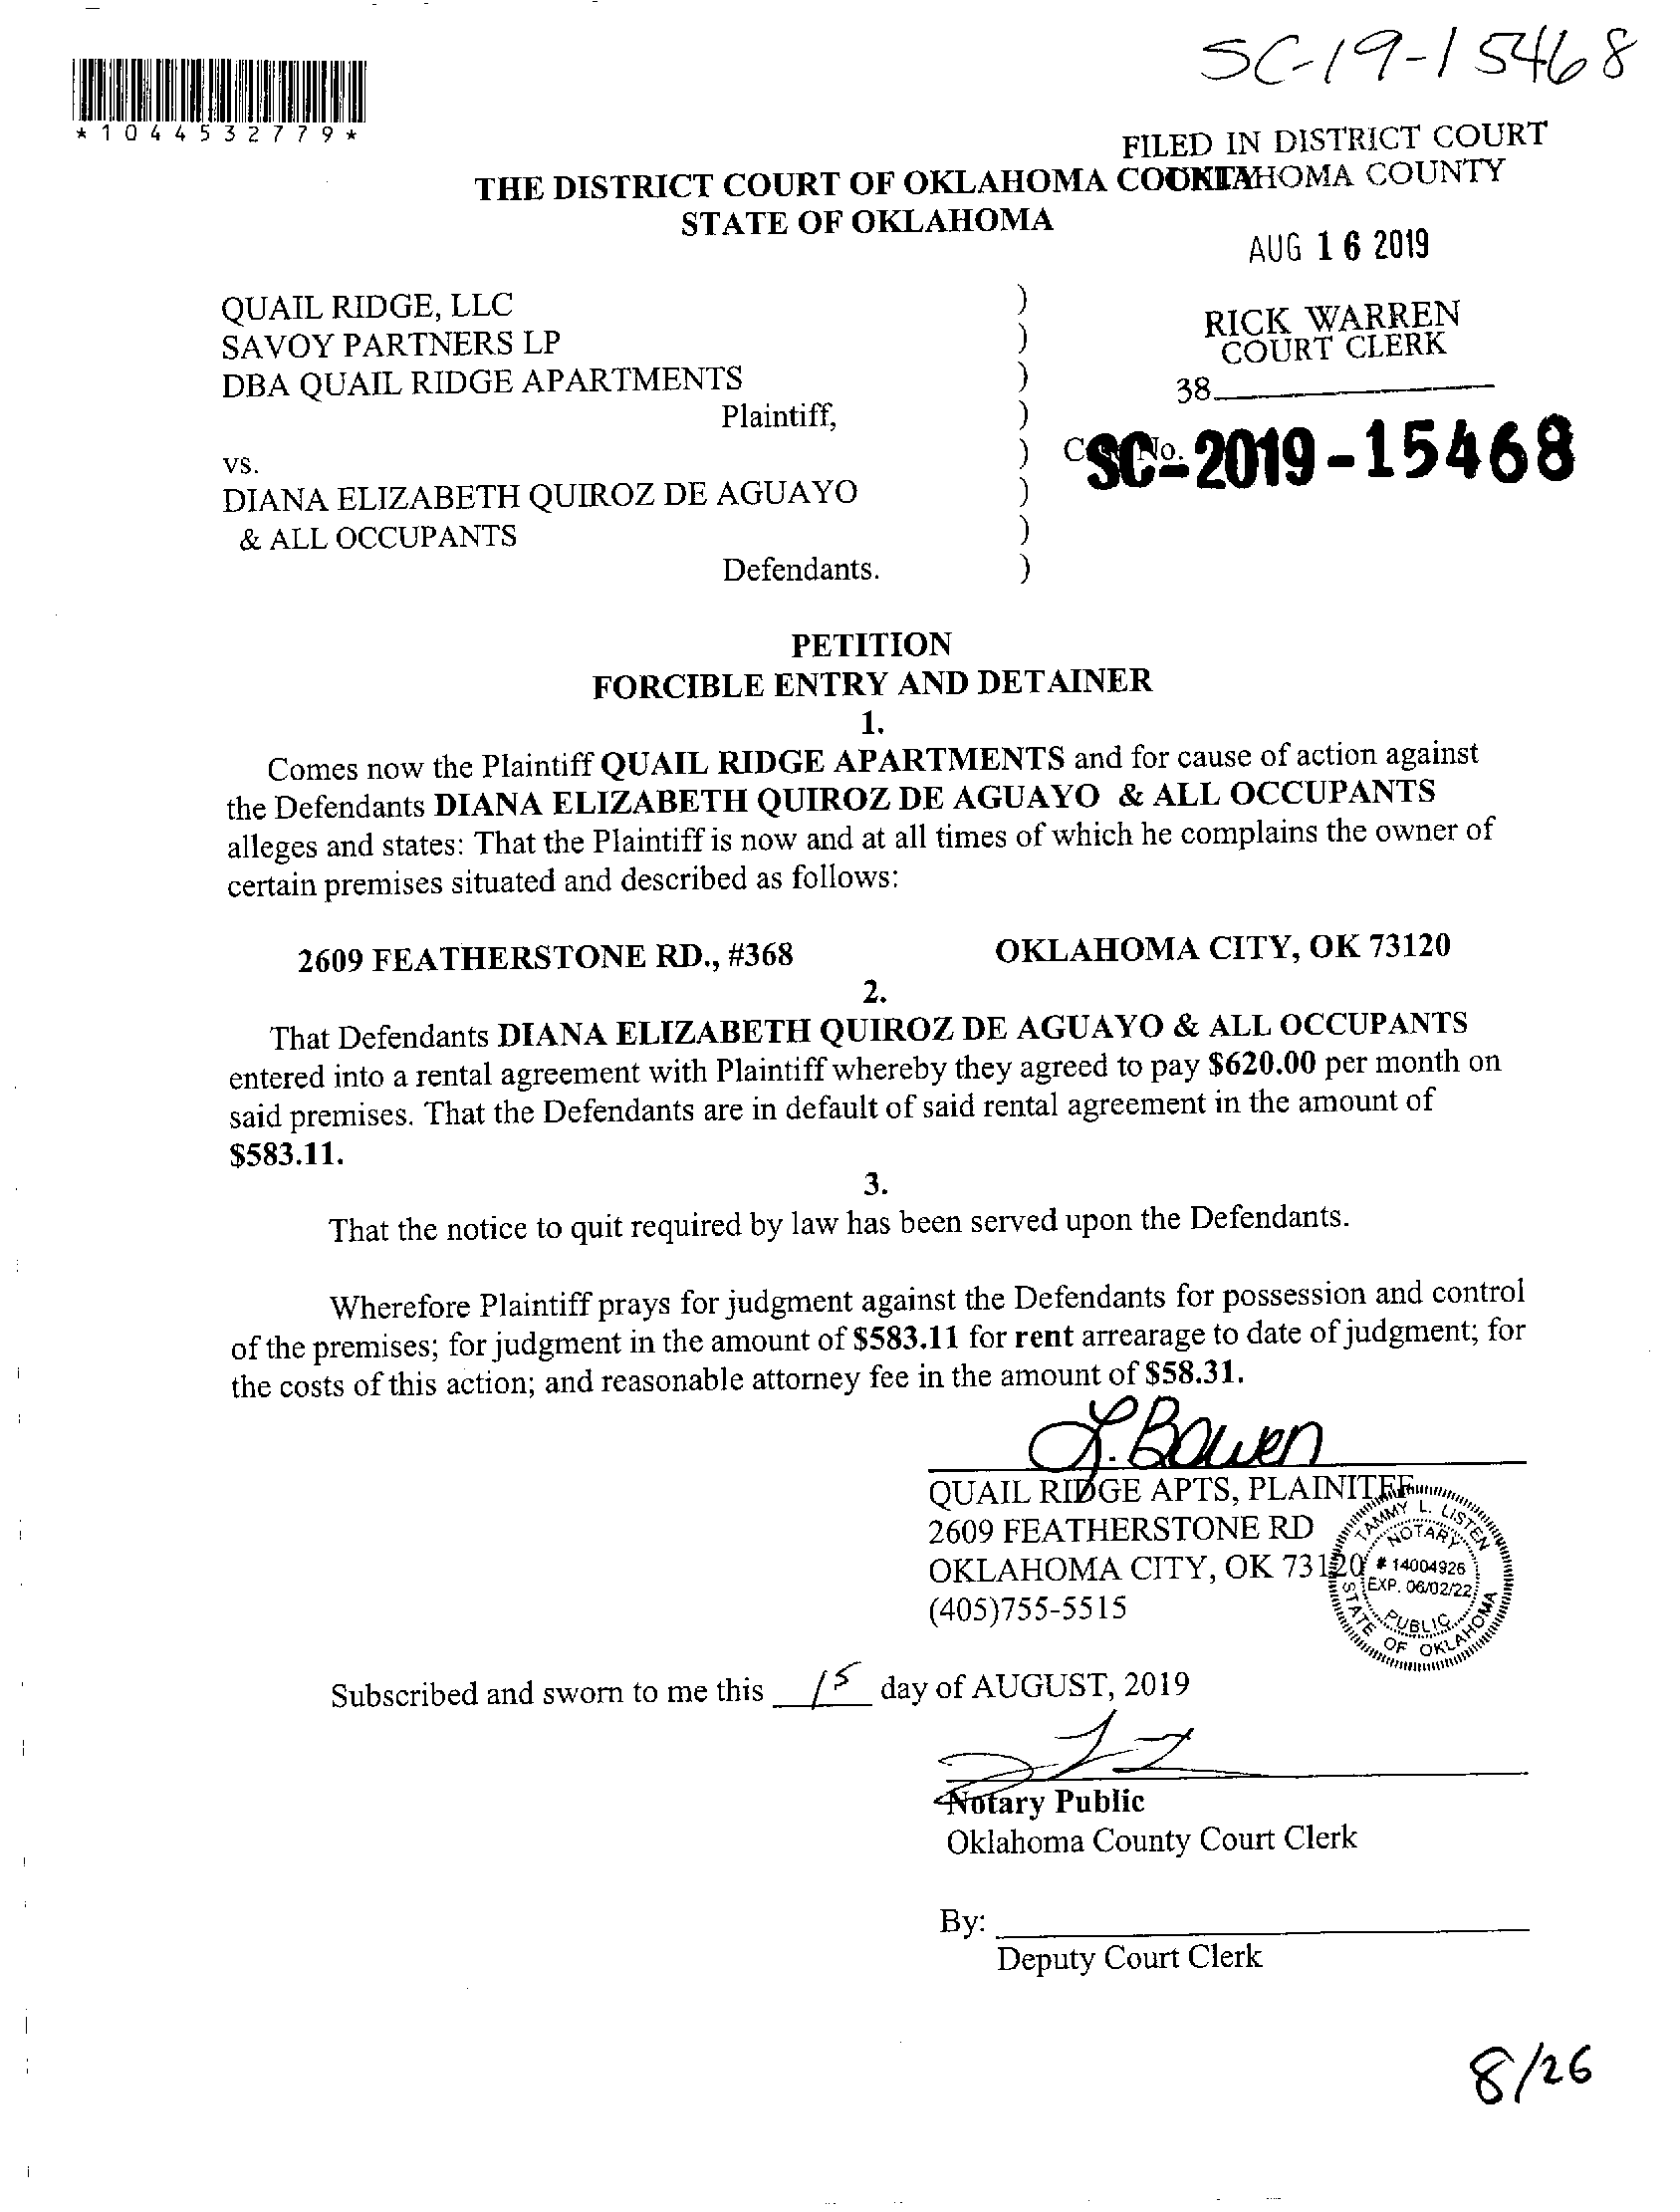 SC-19-15468
*1044532779*
FILED IN DISTRICT COURT
OKLAHOMA COUNTY
THE DISTRICT COURT OF OKLAHOMA COUNTY
STATE OF OKLAHOMA
AUG 16 2019
QUAIL RIDGE, LLC )
SAVOY PARTNERS LP )
DBA QUAIL RIDGE APARTMENTS )
Plaintiff, )
RICK WARREN
COURT CLERK
38
vs. ) Case No. SC-2019-15468
DIANA ELIZABETH QUIROZ DE AGUAYO )
& ALL OCCUPANTS )
Defendants. )
PETITION
FORCIBLE ENTRY AND DETAINER
1.
Comes now the Plaintiff QUAIL RIDGE APARTMENTS and for cause of action against
the Defendants DIANA ELIZABETH QUIROZ DE AGUAYO & ALL OCCUPANTS
alleges and states: That the Plaintiff is now and at all times of which he complains the owner of
certain premises situated and described as follows:
2609 FEATHERSTONE RD., #368 OKLAHOMA CITY, OK 73120
2.
That Defendants DIANA ELIZABETH QUIROZ DE AGUAYO & ALL OCCUPANTS
entered into a rental agreement with Plaintiff whereby they agreed to pay $620.00 per month on
said premises. That the Defendants are in default of said rental agreement in the amount of
$583.11.
3.
That the notice to quit required by law has been served upon the Defendants.
Wherefore Plaintiff prays for judgment against the Defendants for possession and control
of the premises; for judgment in the amount of $583.11 for rent arrearage to date of judgment; for
the costs of this action; and reasonable attorney fee in the amount of $58.31.
L. Bowen
QUAIL RIDGE APTS, PLAINITFF
2609 FEATHERSTONE RD
OKLAHOMA CITY, OK 73120
(405)755-5515
TAMMY L. LISTEN
NOTARY
# 14004926
EXP. 06/02/22
PUBLIC
STATE OF OKLAHOMA
Subscribed and sworn to me this 15 day of AUGUST, 2019
Notary Public
Oklahoma County Court Clerk
By:
Deputy Court Clerk
8/26